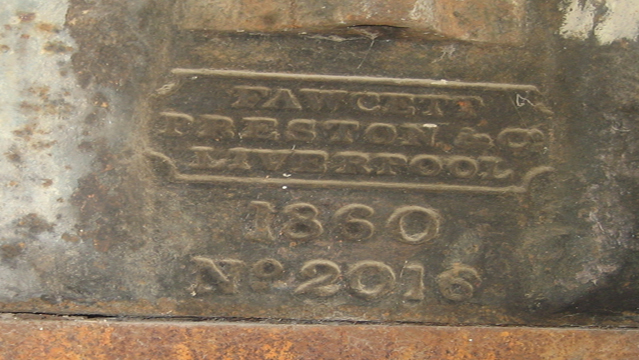 FAWCETT
PRESTON, & Co
LIVERPOOL
1860
No 2016